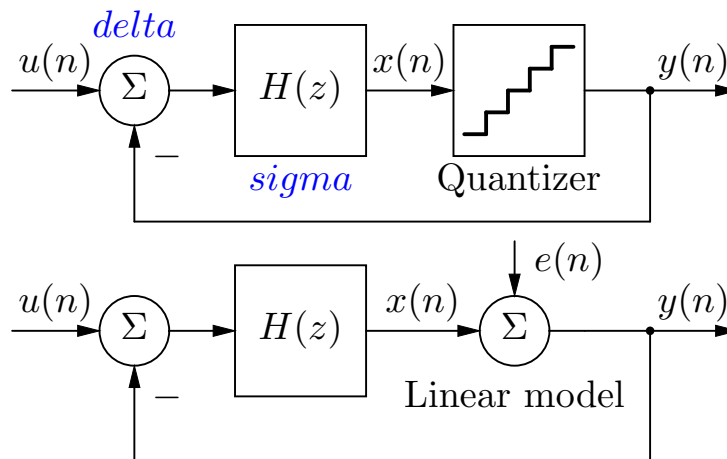 delta
u(n) Σ H(z) x(n) y(n)
−
sigma Quantizer
e(n)
u(n) Σ H(z) x(n) Σ y(n)
− Linear model